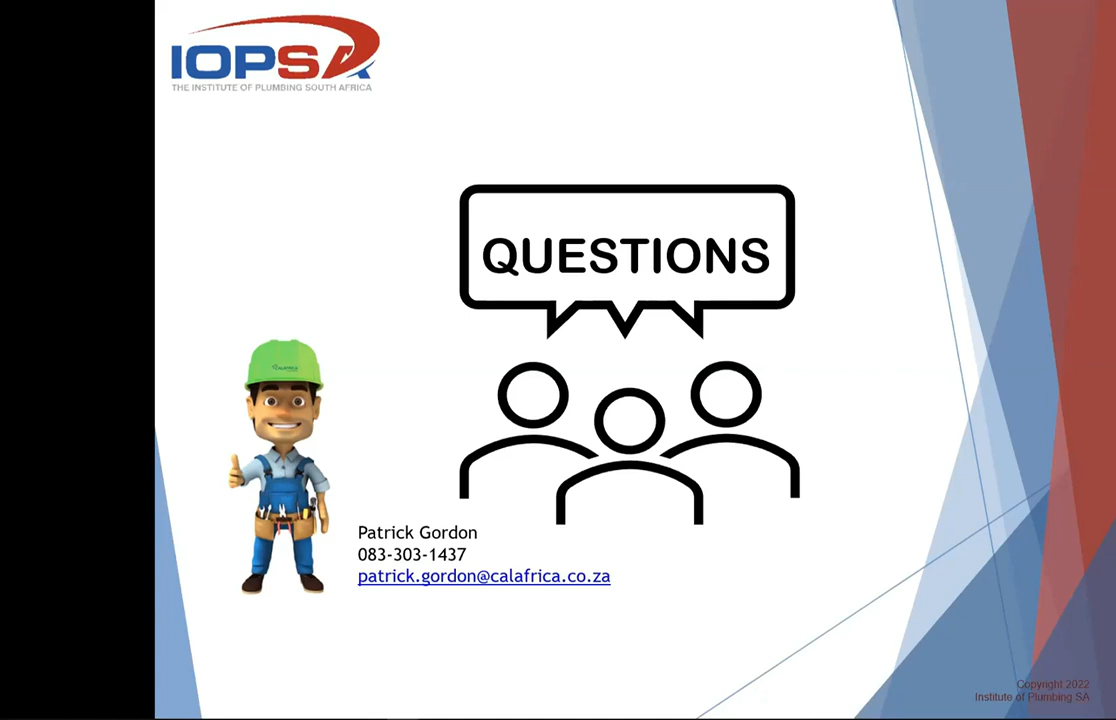 IOPSA
THE INSTITUTE OF PLUMBING SOUTH AFRICA
QUESTIONS
Patrick Gordon
083-303-1437
patrick.gordon@calafrica.co.za
Copyright 2022
Institute of Plumbing SA